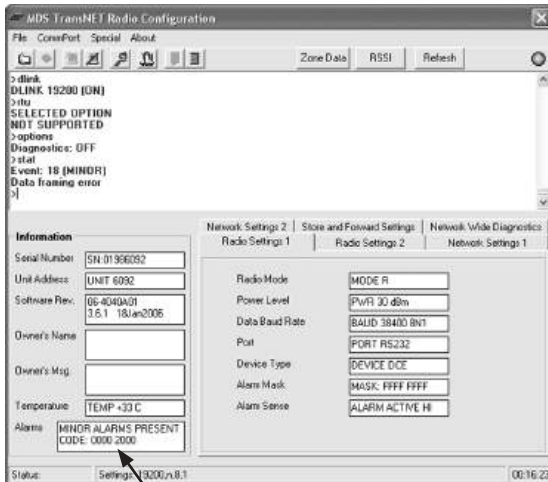 MDS TransNET Radio Configuration
File CommPort Special About
Zone Data RSSI Refresh
>dlink
DLINK 19200 [ON]
>itu
SELECTED OPTION
NOT SUPPORTED
>options
Diagnostics: OFF
>stat
Event: 18 [MINOR]
Data framing error
>
Information
Serial Number SN:01986092
Unit Address UNIT 6092
Software Rev. 06-4040A01
3.6.1 18Jan2006
Owner's Name
Owner's Msg.
Temperature TEMP +33 C
Alarms MINOR ALARMS PRESENT
CODE: 0000 2000
Network Settings 2 Store and Forward Settings Network Wide Diagnostics
Radio Settings 1 Radio Settings 2 Network Settings 1
Radio Mode MODE R
Power Level PWR 30 dBm
Data Baud Rate BAUD 38400 8N1
Port PORT RS232
Device Type DEVICE DCE
Alarm Mask MASK: FFFF FFFF
Alarm Sense ALARM ACTIVE HI
Status: Settings: 19200,n,8,1 00:16:23